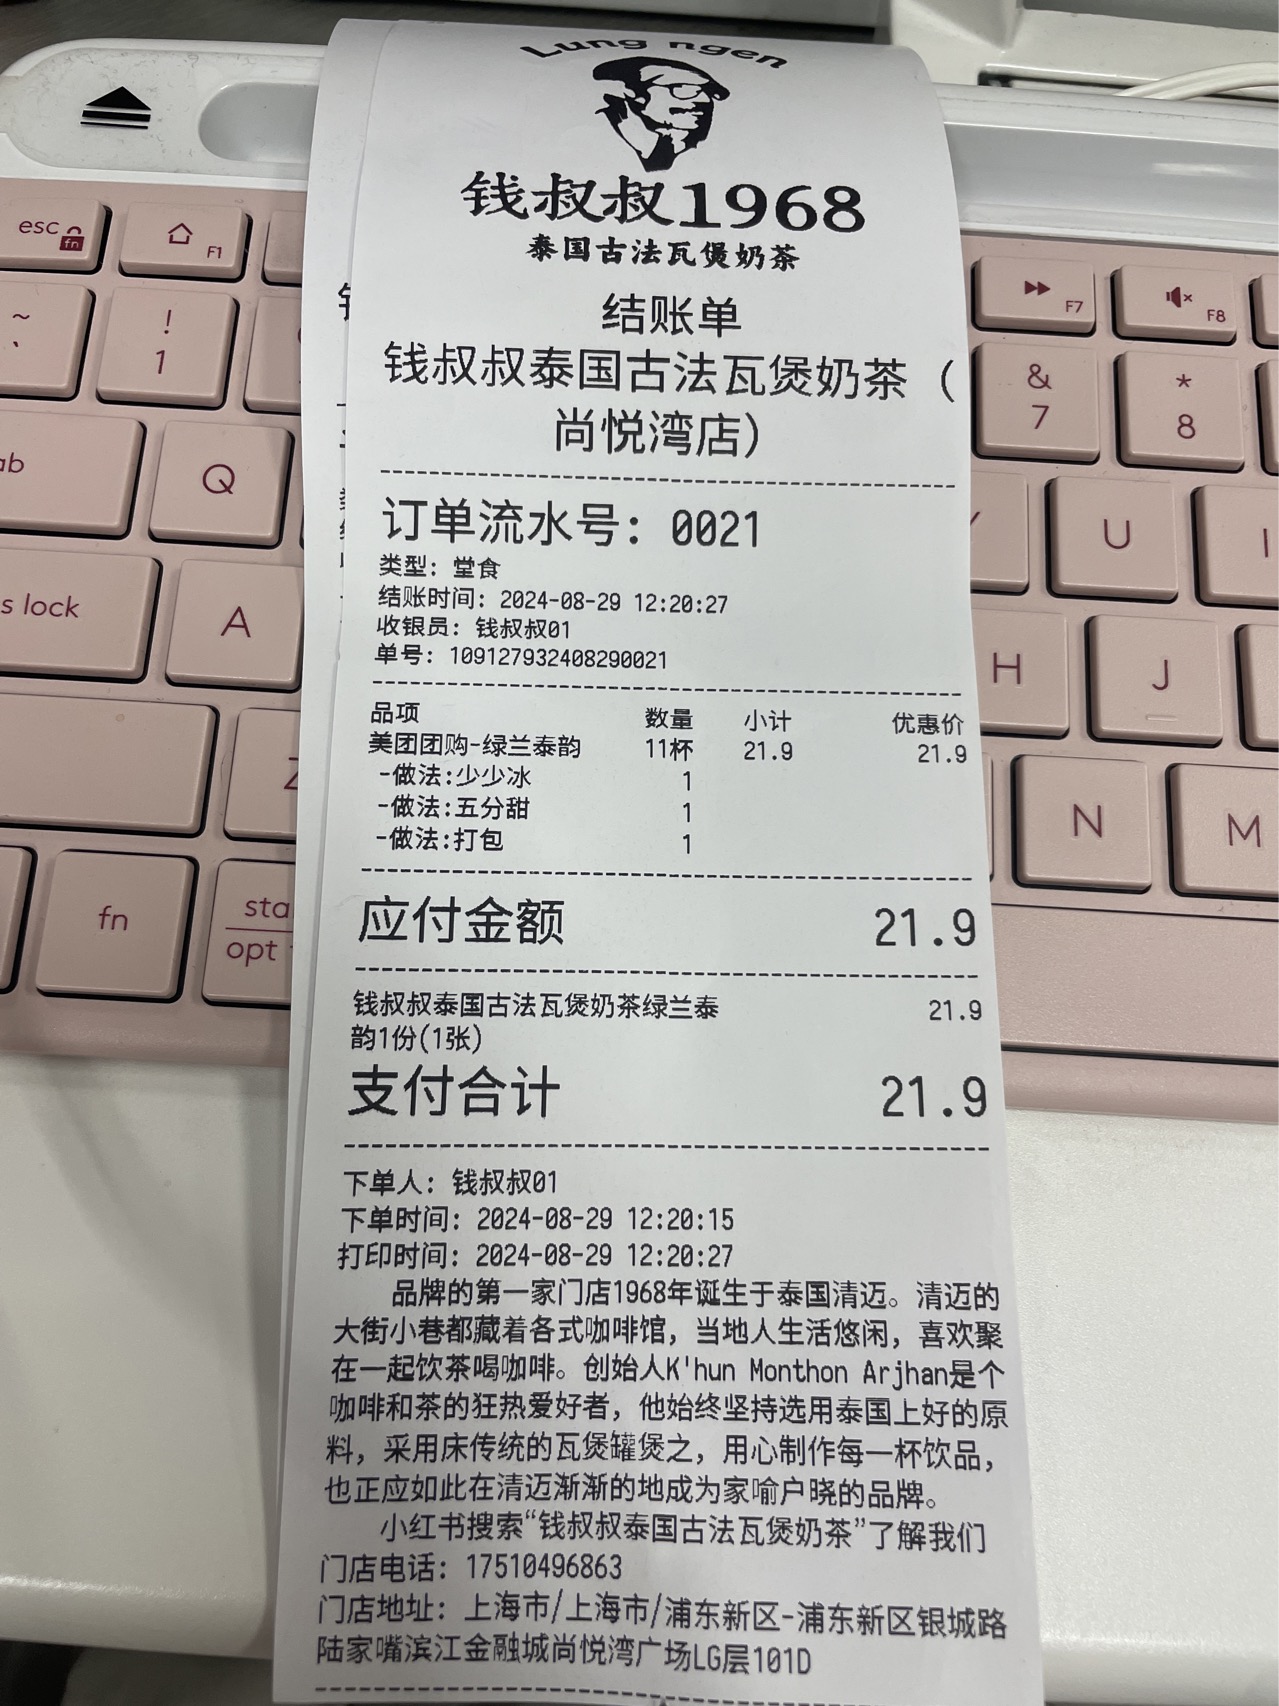 Lung ngen
钱叔叔1968
泰国古法瓦煲奶茶
结账单
钱叔叔泰国古法瓦煲奶茶（
尚悦湾店）
订单流水号：0021
类型：堂食
结账时间：2024-08-29 12:20:27
收银员：钱叔叔01
单号：109127932408290021
品项 数量 小计 优惠价
美团团购-绿兰泰韵 11杯 21.9 21.9
-做法:少少冰 1
-做法:五分甜 1
-做法:打包 1
应付金额 21.9
钱叔叔泰国古法瓦煲奶茶绿兰泰 21.9
韵1份(1张)
支付合计 21.9
下单人：钱叔叔01
下单时间：2024-08-29 12:20:15
打印时间：2024-08-29 12:20:27
品牌的第一家门店1968年诞生于泰国清迈。清迈的
大街小巷都藏着各式咖啡馆，当地人生活悠闲，喜欢聚
在一起饮茶喝咖啡。创始人K'hun Monthon Arjhan是个
咖啡和茶的狂热爱好者，他始终坚持选用泰国上好的原
料，采用床传统的瓦煲罐煲之，用心制作每一杯饮品，
也正应如此在清迈渐渐的地成为家喻户晓的品牌。
小红书搜索“钱叔叔泰国古法瓦煲奶茶”了解我们
门店电话：17510496863
门店地址：上海市/上海市/浦东新区-浦东新区银城路
陆家嘴滨江金融城尚悦湾广场LG层101D
esc fn
F1
F7
F8
~ `
! 1
& 7
* 8
ab
Q
U
I
s lock
A
H
J
Z
N
M
fn
sta
opt